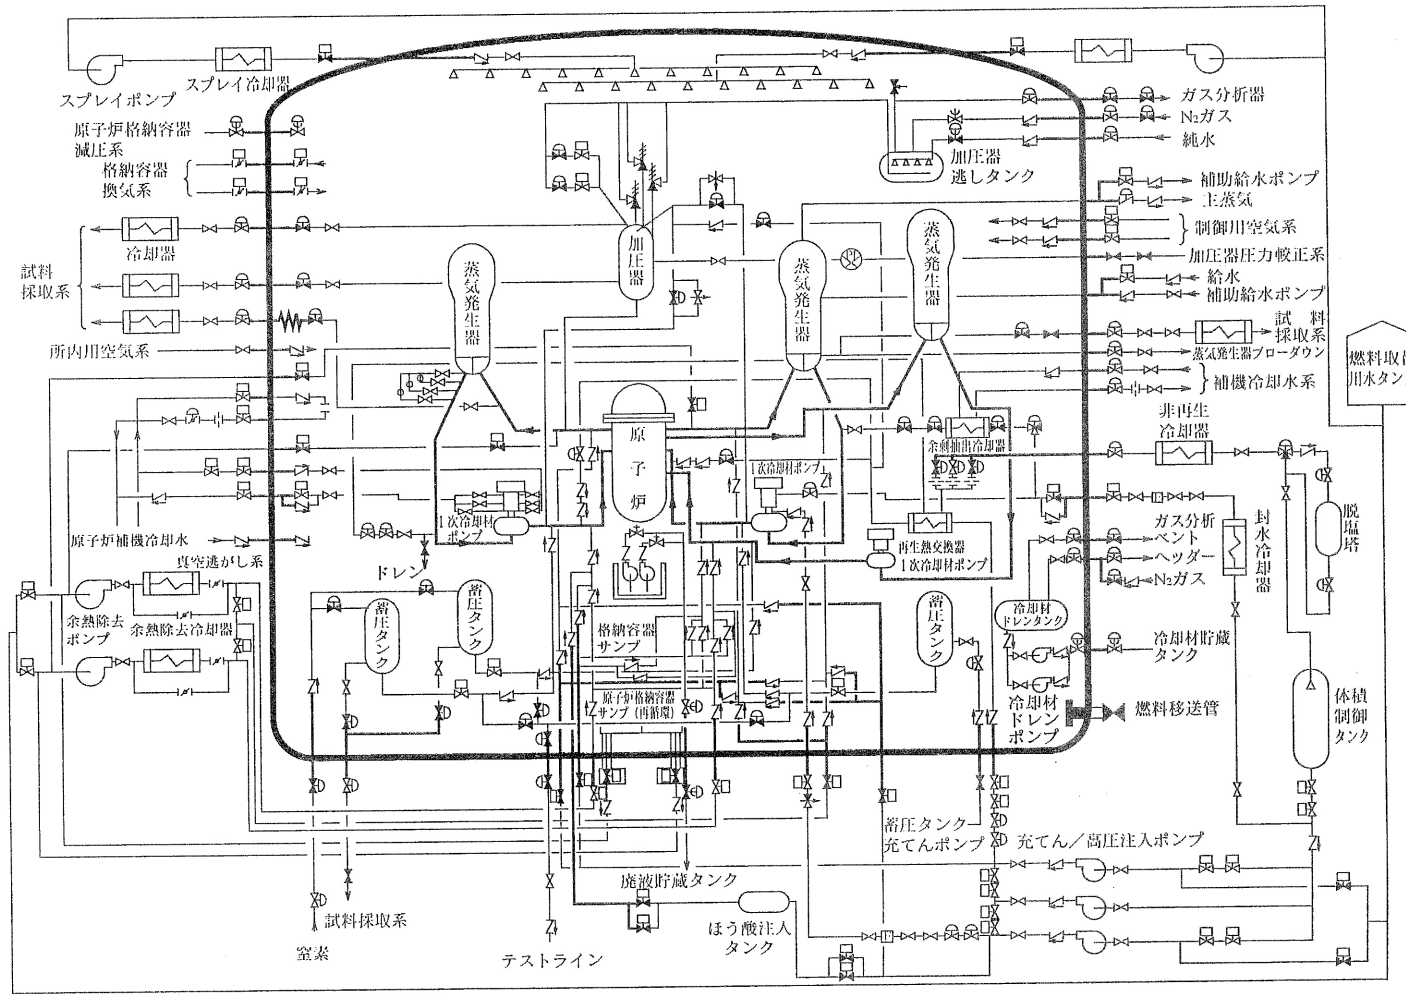 スプレイポンプ
スプレイ冷却器
原子炉格納容器
減圧系
格納容器
換気系
冷却器
試料
採取系
所内用空気系
原子炉補機冷却水
真空逃がし系
余熱除去
ポンプ
余熱除去冷却器
ドレン
蓄圧タンク
蓄圧タンク
蒸気発生器
加圧器
原子炉
1次冷却材
ポンプ
格納容器
サンプ
原子炉格納容器
サンプ(再循環)
1次冷却材ポンプ
蒸気発生器
蒸気発生器
加圧器
逃しタンク
余剰抽出冷却器
再生熱交換器
1次冷却材ポンプ
蓄圧タンク
冷却材
ドレンタンク
冷却材
ドレン
ポンプ
ガス分析器
N₂ガス
純水
補助給水ポンプ
主蒸気
制御用空気系
加圧器圧力較正系
給水
補助給水ポンプ
試料
採取系
蒸気発生器ブローダウン
補機冷却水系
非再生
冷却器
燃料取
用水タン
脱塩塔
封水冷却器
ガス分析
ベント
ヘッダー
N₂ガス
冷却材貯蔵
タンク
燃料移送管
体積
制御
タンク
蓄圧タンク
充てんポンプ
充てん/高圧注入ポンプ
廃液貯蔵タンク
ほう酸注入
タンク
試料採取系
窒素
テストライン